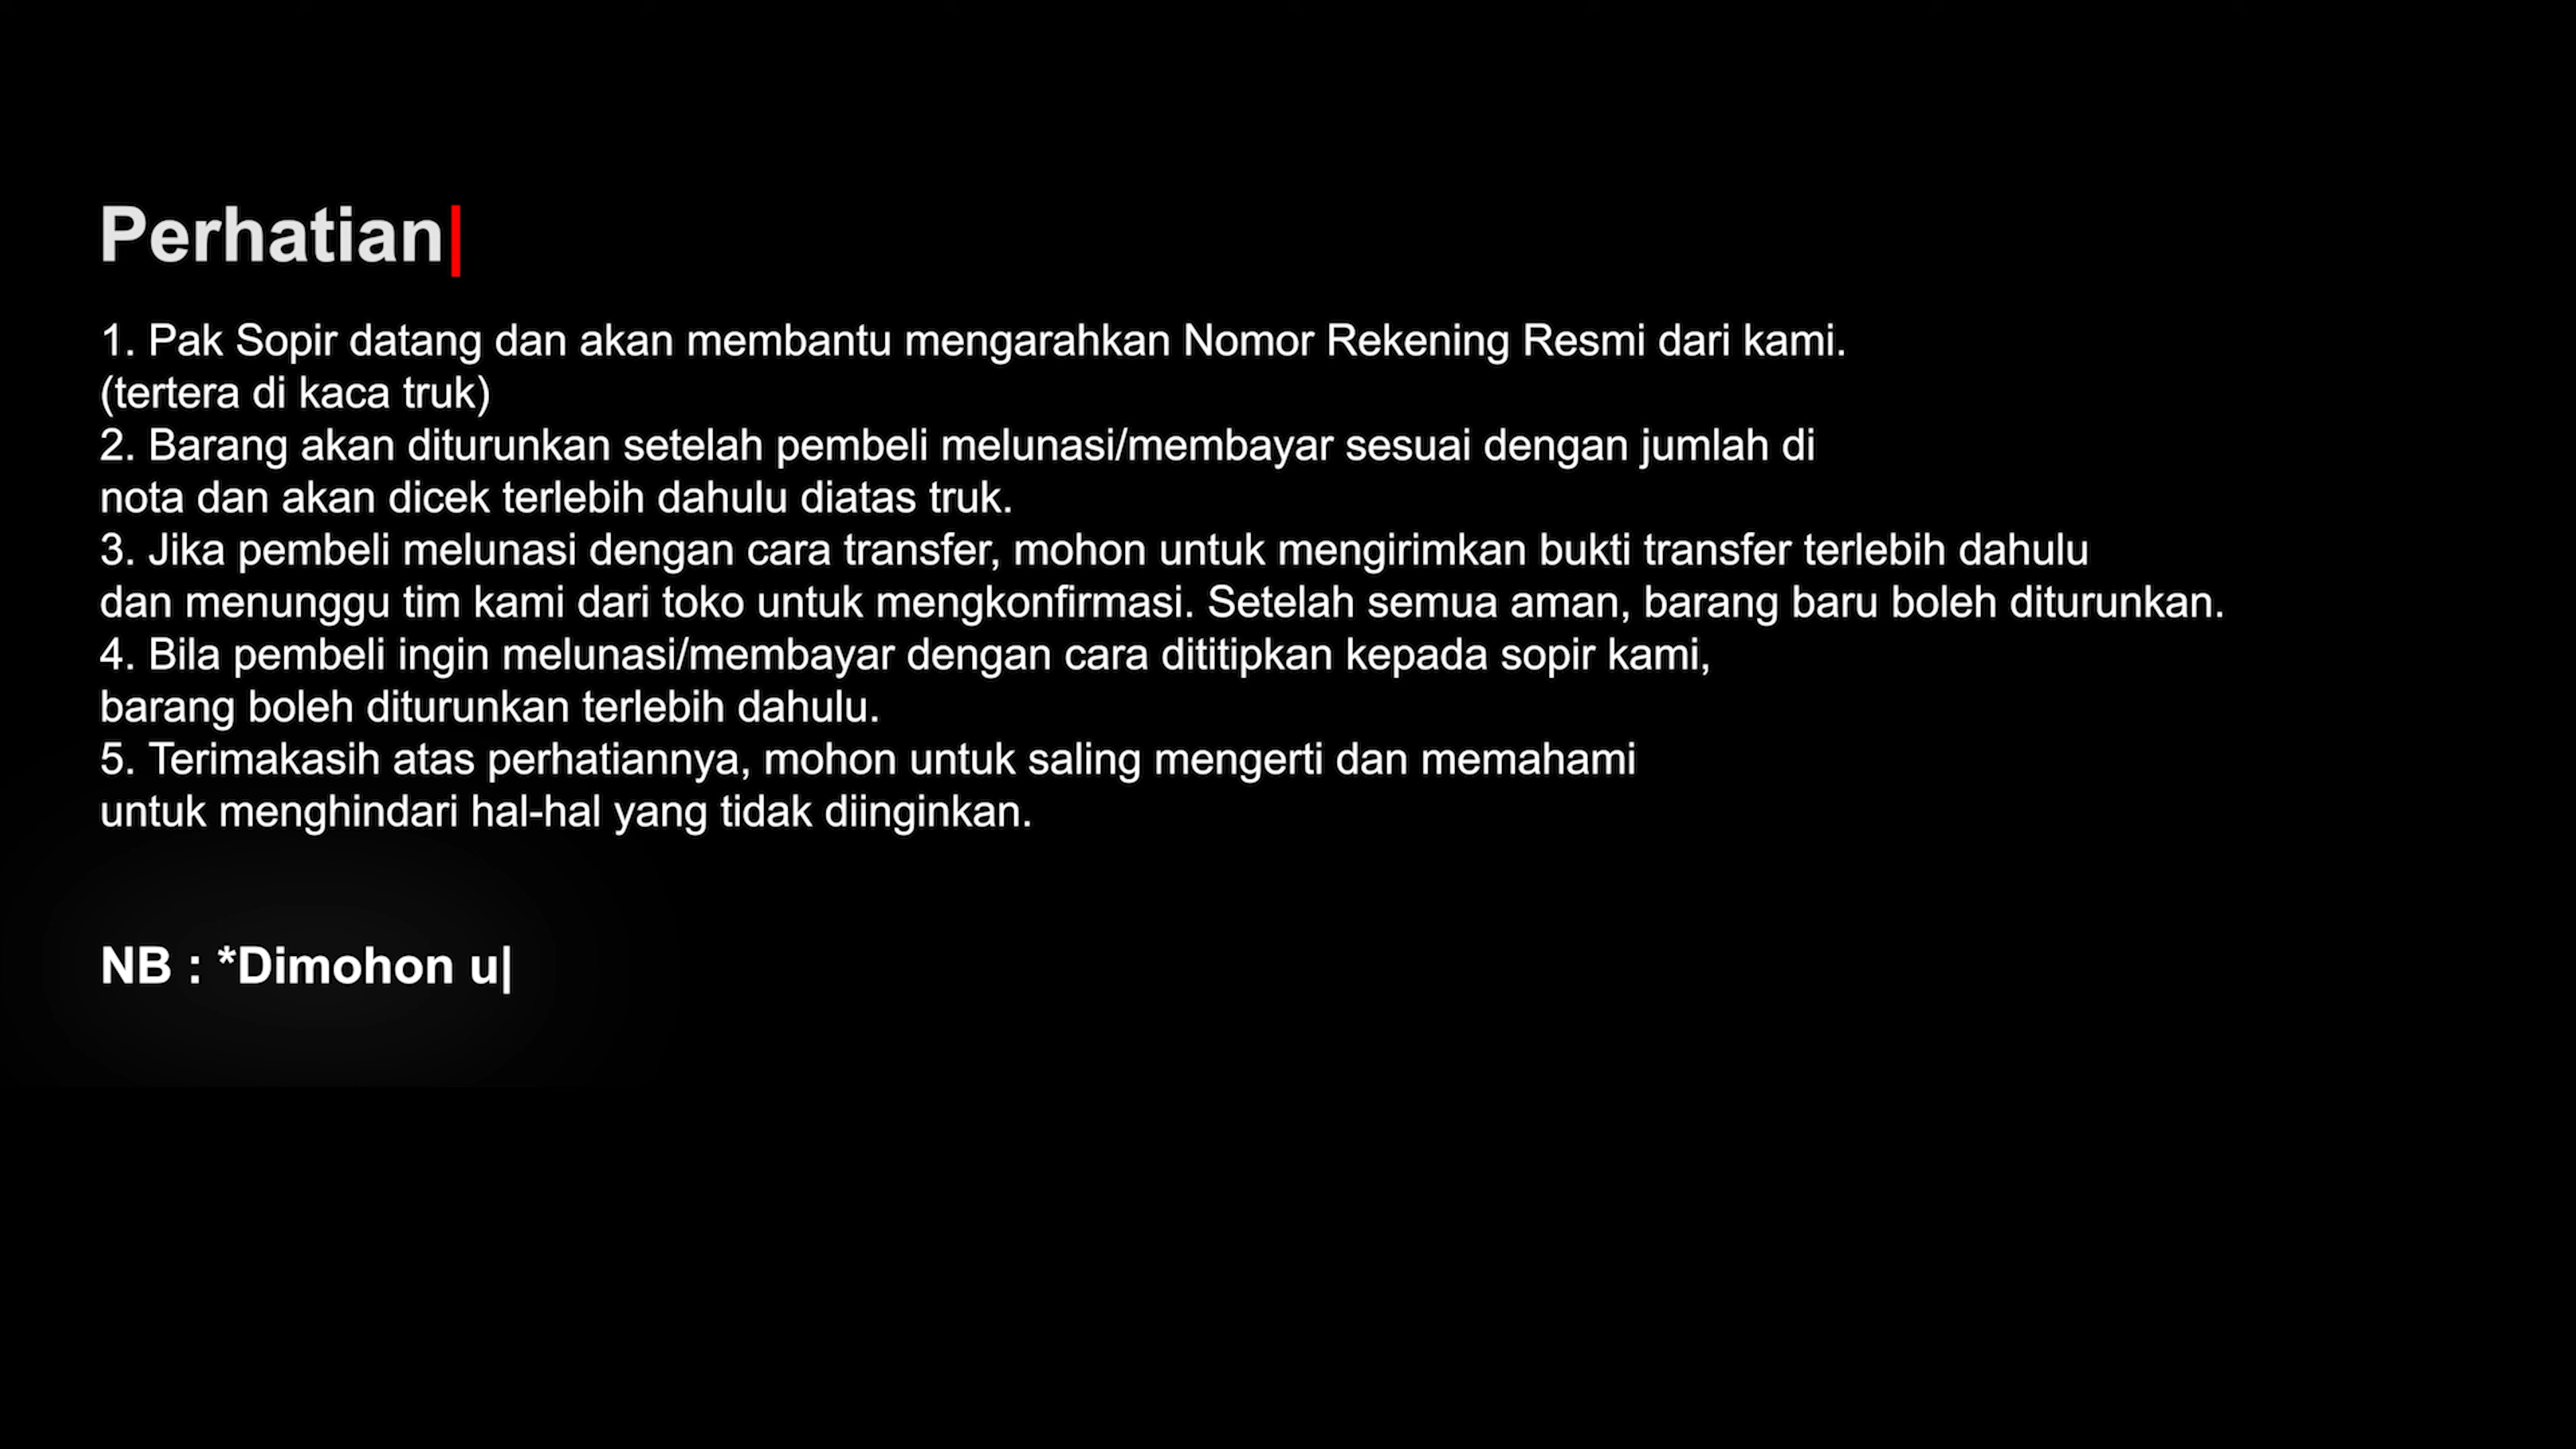 Perhatian|
1. Pak Sopir datang dan akan membantu mengarahkan Nomor Rekening Resmi dari kami.
(tertera di kaca truk)
2. Barang akan diturunkan setelah pembeli melunasi/membayar sesuai dengan jumlah di
nota dan akan dicek terlebih dahulu diatas truk.
3. Jika pembeli melunasi dengan cara transfer, mohon untuk mengirimkan bukti transfer terlebih dahulu
dan menunggu tim kami dari toko untuk mengkonfirmasi. Setelah semua aman, barang baru boleh diturunkan.
4. Bila pembeli ingin melunasi/membayar dengan cara dititipkan kepada sopir kami,
barang boleh diturunkan terlebih dahulu.
5. Terimakasih atas perhatiannya, mohon untuk saling mengerti dan memahami
untuk menghindari hal-hal yang tidak diinginkan.
NB : *Dimohon u|